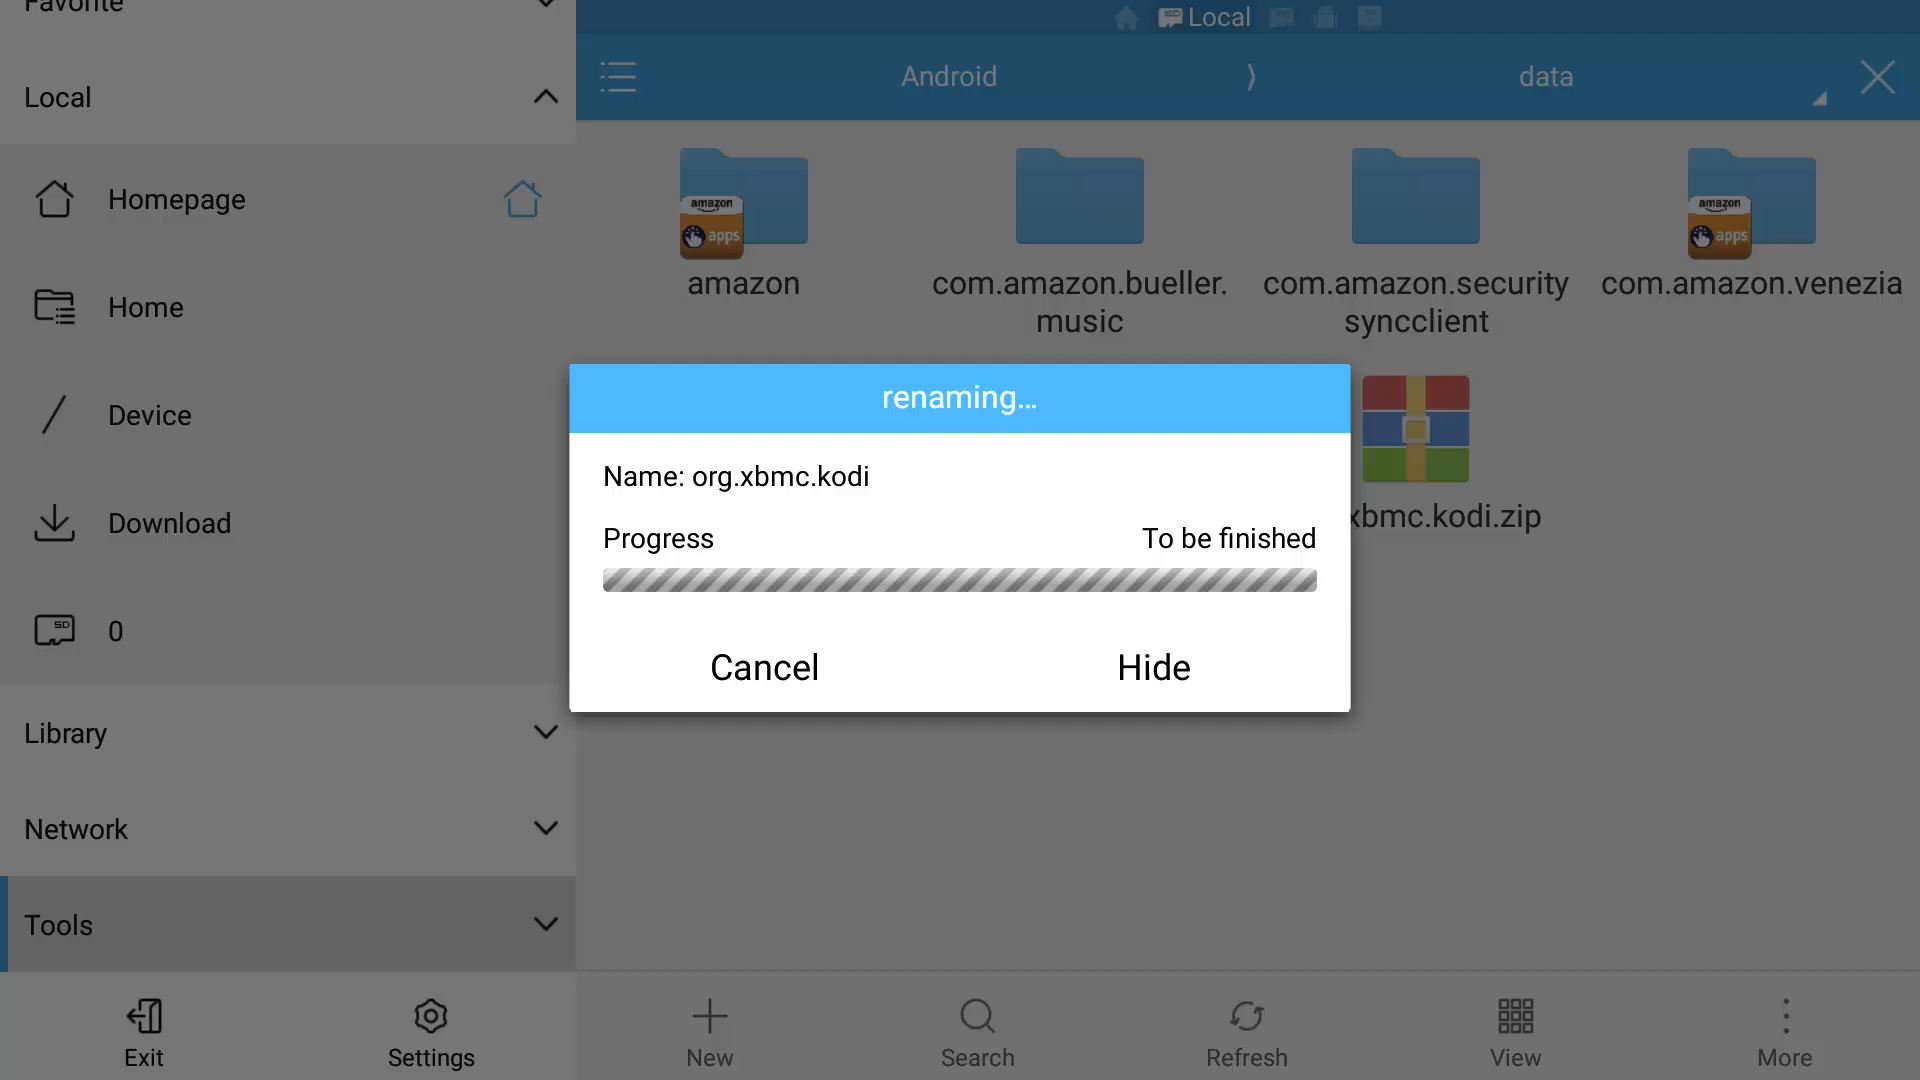 Favorite
Local
Homepage
Home
Device
Download
SD
0
Library
Network
Tools
Exit
Settings
Local
Android
data
amazon
apps
amazon
com.amazon.bueller.
music
com.amazon.security
syncclient
amazon
apps
com.amazon.venezia
xbmc.kodi.zip
renaming...
Name: org.xbmc.kodi
Progress
To be finished
Cancel
Hide
New
Search
Refresh
View
More